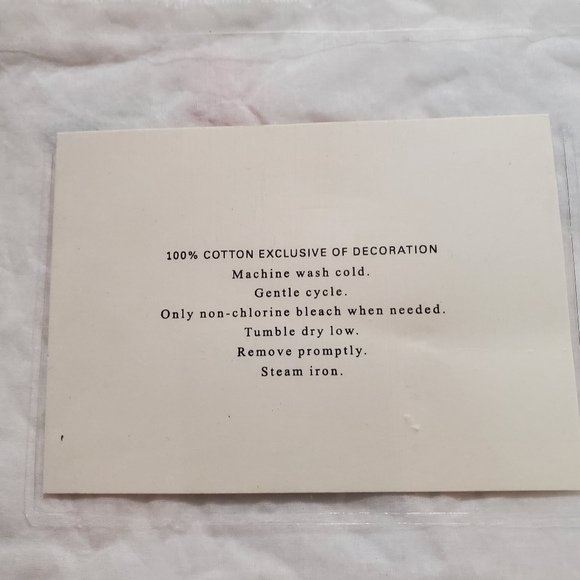 100% COTTON EXCLUSIVE OF DECORATION
Machine wash cold.
Gentle cycle.
Only non-chlorine bleach when needed.
Tumble dry low.
Remove promptly.
Steam iron.